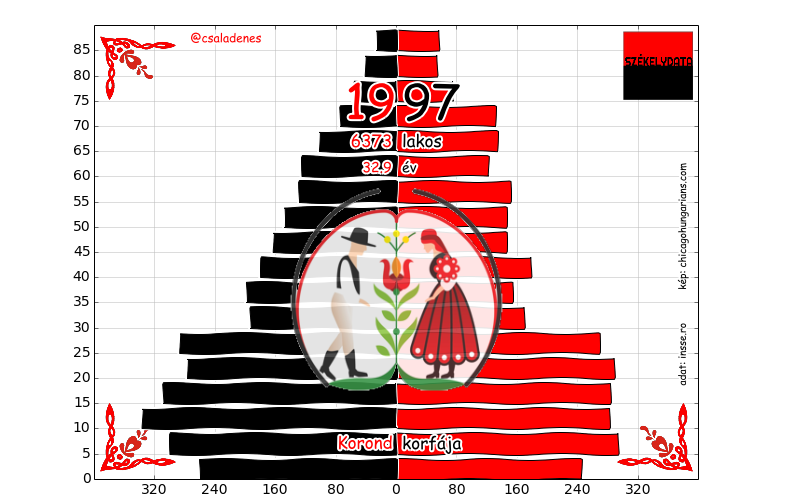 @csaladenes
SZÉKELYDATA
1997
6373 lakos
32.9 év
kép: chicagohungarians.com
adat: insse.ro
Korond korfája
85
80
75
70
65
60
55
50
45
40
35
30
25
20
15
10
5
0
320 240 160 80 0 80 160 240 320